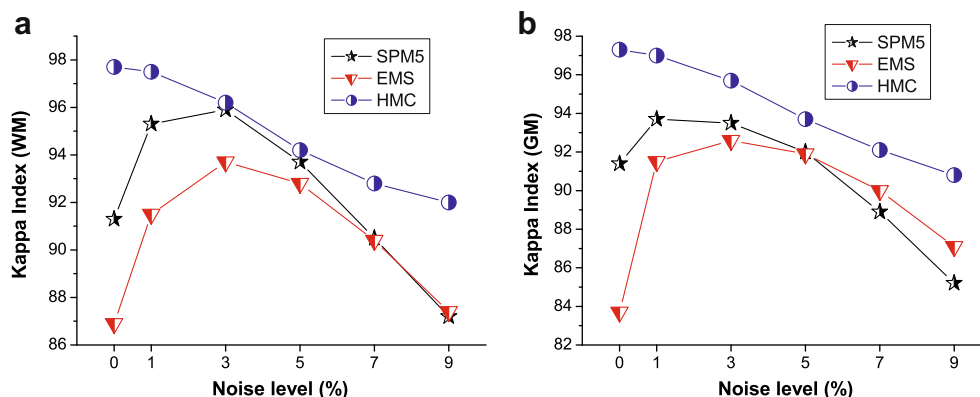 a
98
96
94
92
90
88
86
0 1 3 5 7 9
Kappa Index (WM)
Noise level (%)
SPM5
EMS
HMC
b
98
96
94
92
90
88
86
84
82
0 1 3 5 7 9
Kappa Index (GM)
Noise level (%)
SPM5
EMS
HMC